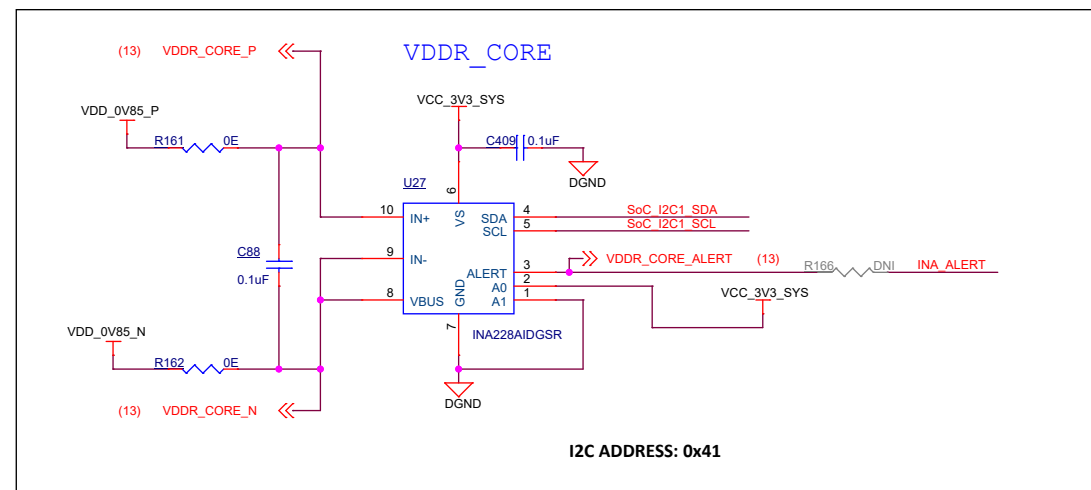 (13) VDDR_CORE_P
VDDR_CORE
VCC_3V3_SYS
VDD_0V85_P
R161 0E
C409 0.1uF
DGND
U27
6
10 IN+ VS SDA 4 SoC_I2C1_SDA
SCL 5 SoC_I2C1_SCL
9 IN-
VDDR_CORE_ALERT (13)
C88
0.1uF
ALERT 3 R166 DNI INA_ALERT
A0 2
8 VBUS GND A1 1
VCC_3V3_SYS
7
INA228AIDGSR
VDD_0V85_N
R162 0E
DGND
(13) VDDR_CORE_N
I2C ADDRESS: 0x41